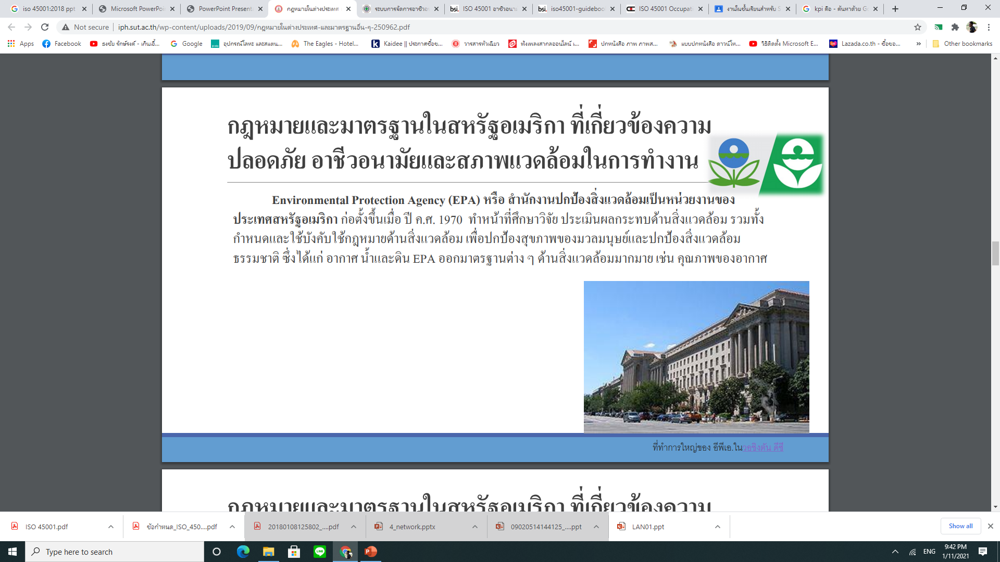 iso 45001:2018 ppt
Microsoft PowerPoi
PowerPoint Present
กฎหมายในต่างประเทศ
ระบบการจัดการอาชีวอ
bsi. ISO 45001 อาชีวอนา
bsi. iso45001-guideboo
ISO 45001 Occupat
งานในชั้นเรียนสำหรับ S
kpi คือ - ค้นหาด้วย Go
Not secure
iph.sut.ac.th/wp-content/uploads/2019/09/กฎหมายในต่างประเทศ-และมาตรฐานอื่น-ๆ-250962.pdf
Apps
Facebook
ธงชัย รักษ์รงค์ - เกินเอื้...
Google
อุปกรณ์โลหะ และสแตน...
The Eagles - Hotel...
Kaidee || ประกาศซื้อข...
วารสารหัวเฉียว
ฟังเพลงสากลออนไลน์ เ...
ปกหนังสือ ภาพ ภาพส...
แบบปกหนังสือ ดาวน์โห...
วิธีติดตั้ง Microsoft E...
Lazada.co.th - ซื้อขอ...
»
Other bookmarks
กฎหมายและมาตรฐานในสหรัฐอเมริกา ที่เกี่ยวข้องความ
ปลอดภัย อาชีวอนามัยและสภาพแวดล้อมในการทำงาน
Environmental Protection Agency (EPA) หรือ สำนักงานปกป้องสิ่งแวดล้อมเป็นหน่วยงานของ
ประเทศสหรัฐอเมริกา ก่อตั้งขึ้นเมื่อ ปี ค.ศ. 1970 ทำหน้าที่ศึกษาวิจัย ประเมินผลกระทบด้านสิ่งแวดล้อม รวมทั้ง
กำหนดและใช้บังคับใช้กฎหมายด้านสิ่งแวดล้อม เพื่อปกป้องสุขภาพของมวลมนุษย์และปกป้องสิ่งแวดล้อม
ธรรมชาติ ซึ่งได้แก่ อากาศ น้ำและดิน EPA ออกมาตรฐานต่าง ๆ ด้านสิ่งแวดล้อมมากมาย เช่น คุณภาพของอากาศ
ที่ทำการใหญ่ของ อีพีเอ.ในวอชิงตัน ดีซี
กฎหมายและมาตรฐานในสหรัฐอเมริกา ที่เกี่ยวข้องความ
ISO 45001.pdf
ข้อกำหนด_ISO_450....pdf
20180108125802_....pdf
4_network.pptx
09020514144125_....ppt
LAN01.ppt
Show all
Type here to search
LINE
ENG
9:42 PM
1/11/2021